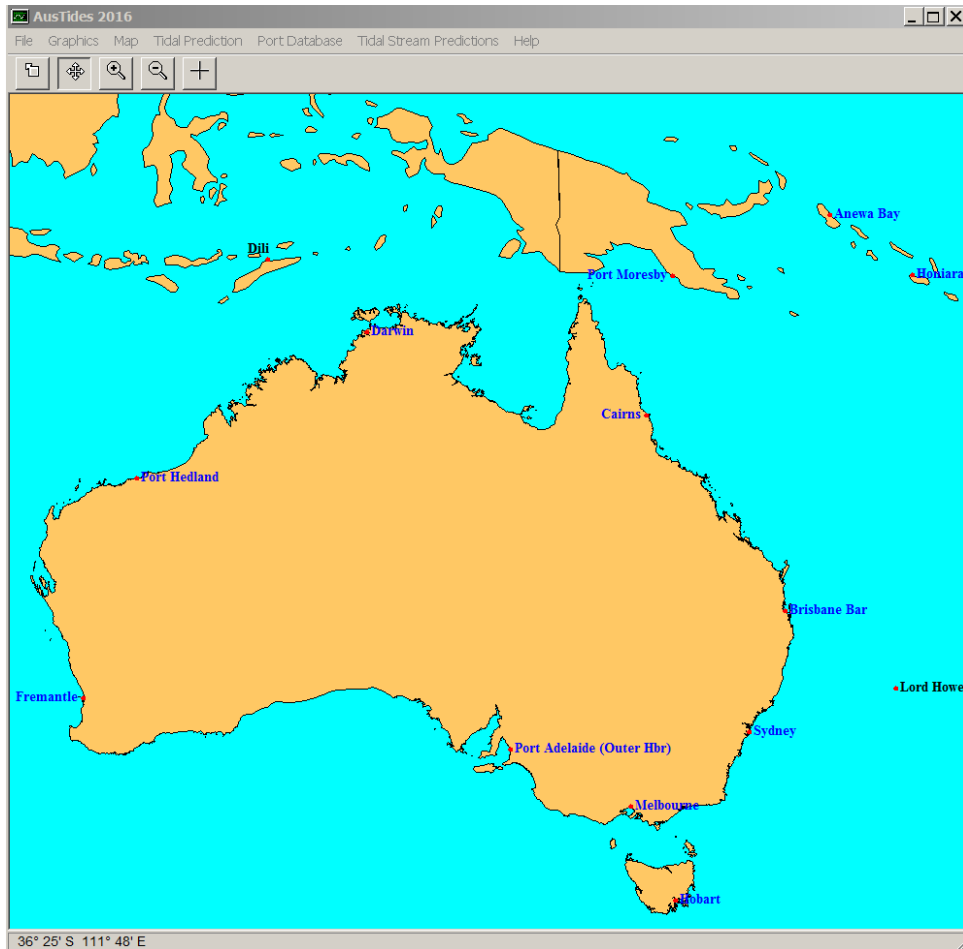 AusTides 2016
File Graphics Map Tidal Prediction Port Database Tidal Stream Predictions Help
Anewa Bay
Dili
Port Moresby
Honiara
Darwin
Cairns
Port Hedland
Brisbane Bar
Lord Howe
Fremantle
Sydney
Port Adelaide (Outer Hbr)
Melbourne
Hobart
36° 25' S 111° 48' E